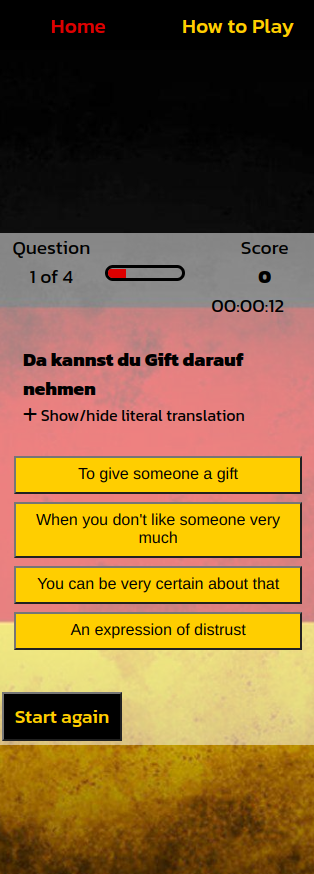 Home How to Play
Question Score
1 of 4 0
00:00:12
Da kannst du Gift darauf
nehmen
+ Show/hide literal translation
To give someone a gift
When you don't like someone very
much
You can be very certain about that
An expression of distrust
Start again